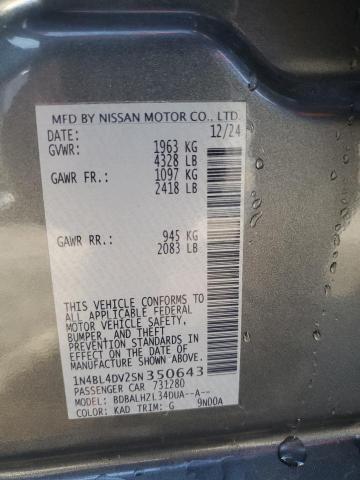 MFD BY NISSAN MOTOR CO., LTD.
DATE: 12/24
GVWR: 1963 KG
4328 LB
GAWR FR.: 1097 KG
2418 LB
GAWR RR.: 945 KG
2083 LB
THIS VEHICLE CONFORMS TO
ALL APPLICABLE FEDERAL
MOTOR VEHICLE SAFETY,
BUMPER, AND THEFT
PREVENTION STANDARDS IN
EFFECT ON THE DATE OF
MANUFACTURE SHOWN ABOVE.
1N4BL4DV2SN350643
PASSENGER CAR 731280
MODEL: BDBALHZL34DUA--A--
COLOR: KAD TRIM: G 9N00A